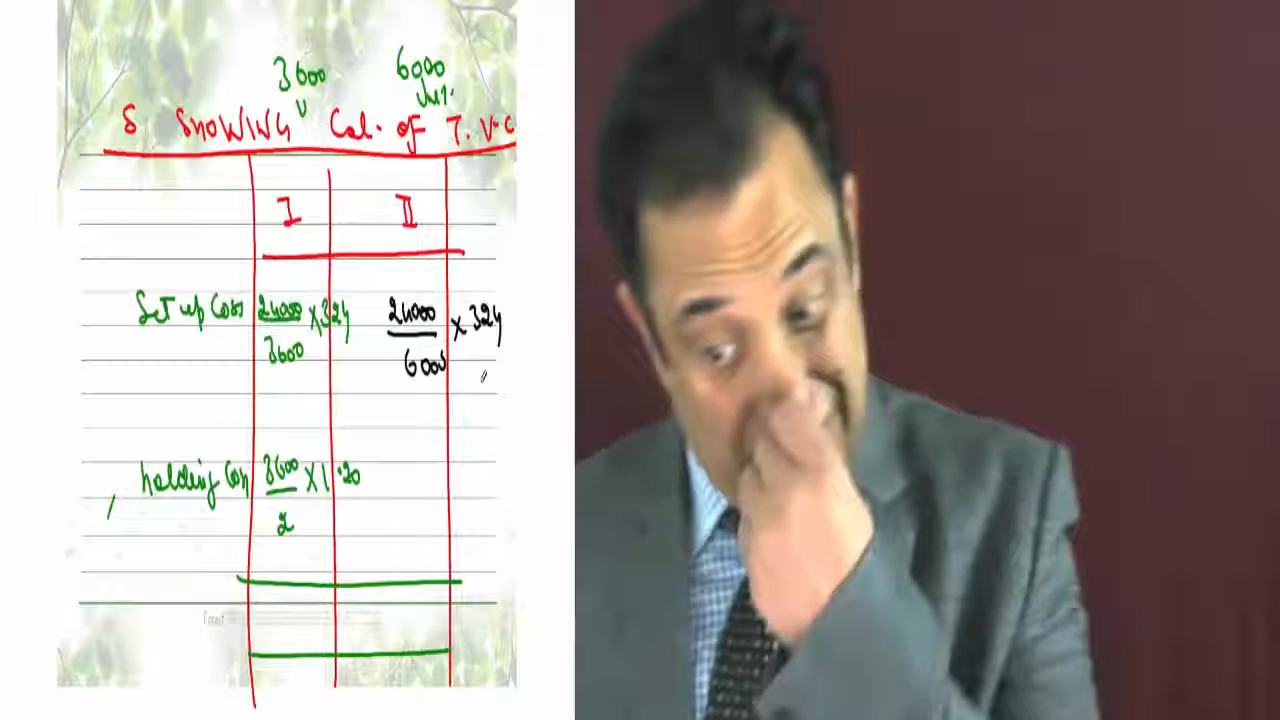 3600 6000
S SHOWING Cal. of T. V.C
I II
Set up Cost 24000 × 324 24000 × 324
3600 6000
holding Cost 3600 × 1.20
2